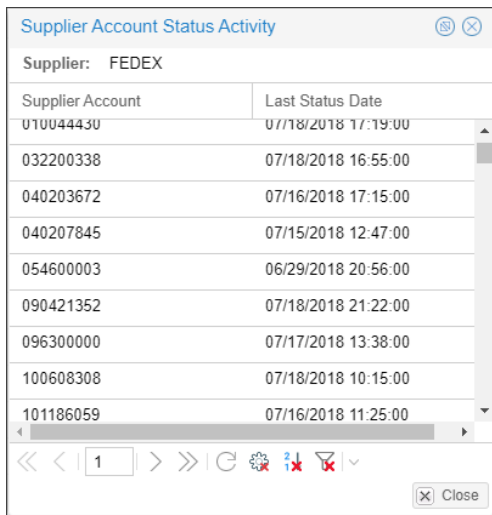 Supplier Account Status Activity
Supplier: FEDEX
Supplier Account Last Status Date
010044430 07/18/2018 17:19:00
032200338 07/18/2018 16:55:00
040203672 07/16/2018 17:15:00
040207845 07/15/2018 12:47:00
054600003 06/29/2018 20:56:00
090421352 07/18/2018 21:22:00
096300000 07/17/2018 13:38:00
100608308 07/18/2018 10:15:00
101186059 07/16/2018 11:25:00
1
Close